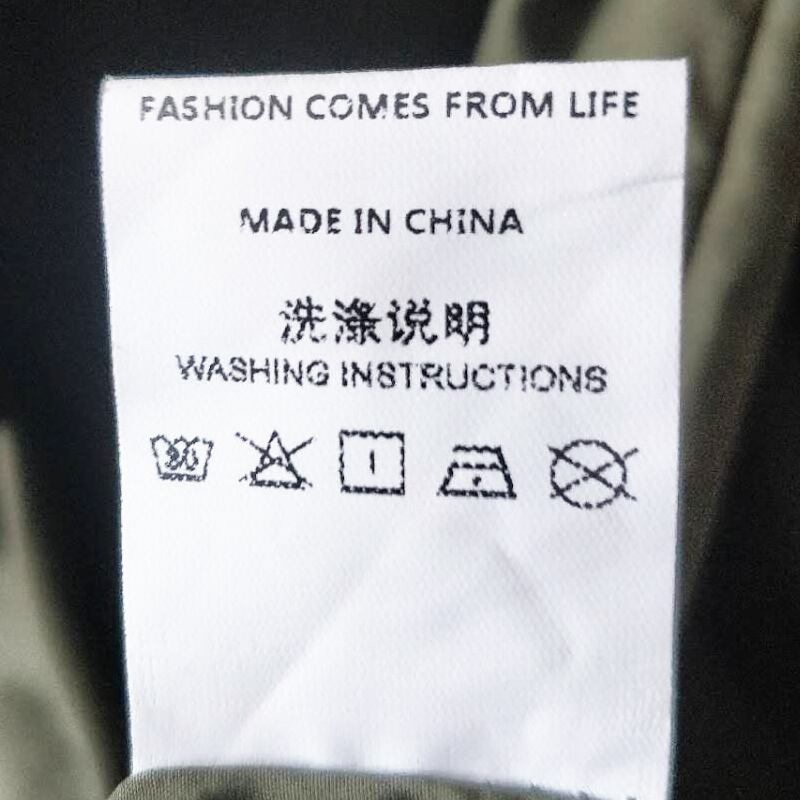 FASHION COMES FROM LIFE
MADE IN CHINA
洗涤说明
WASHING INSTRUCTIONS